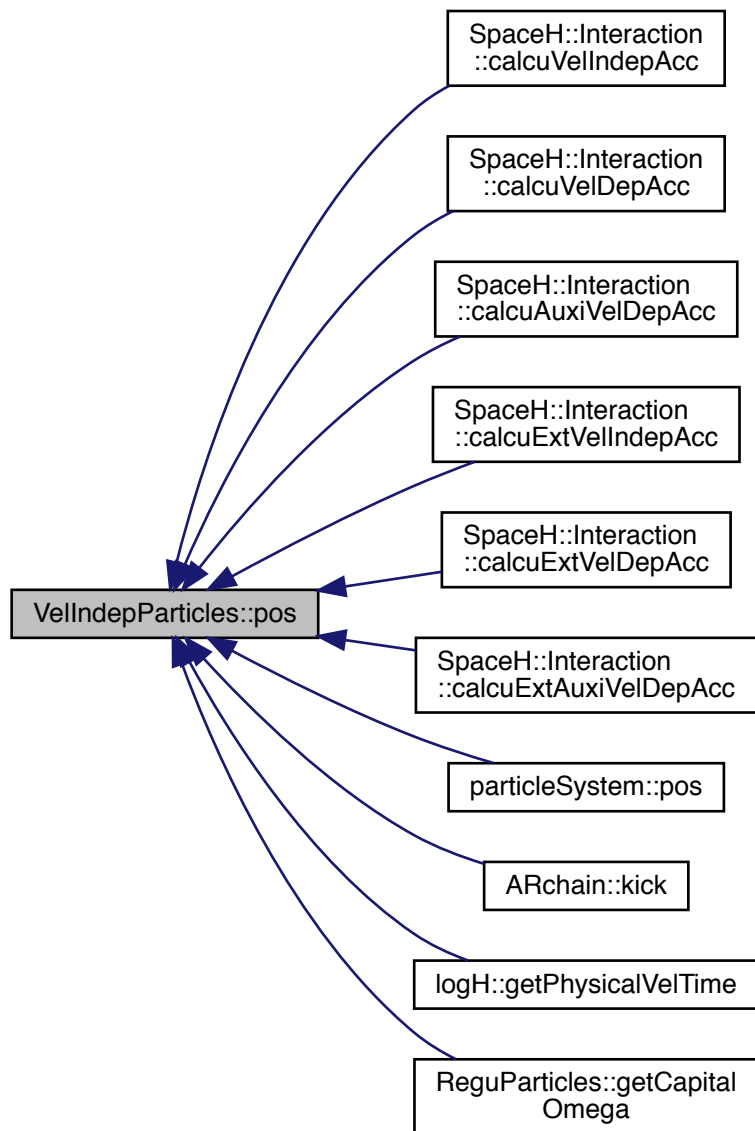 SpaceH::Interaction
::calcuVelIndepAcc
SpaceH::Interaction
::calcuVelDepAcc
SpaceH::Interaction
::calcuAuxiVelDepAcc
SpaceH::Interaction
::calcuExtVelIndepAcc
SpaceH::Interaction
::calcuExtVelDepAcc
VelIndepParticles::pos
SpaceH::Interaction
::calcuExtAuxiVelDepAcc
particleSystem::pos
ARchain::kick
logH::getPhysicalVelTime
ReguParticles::getCapital
Omega